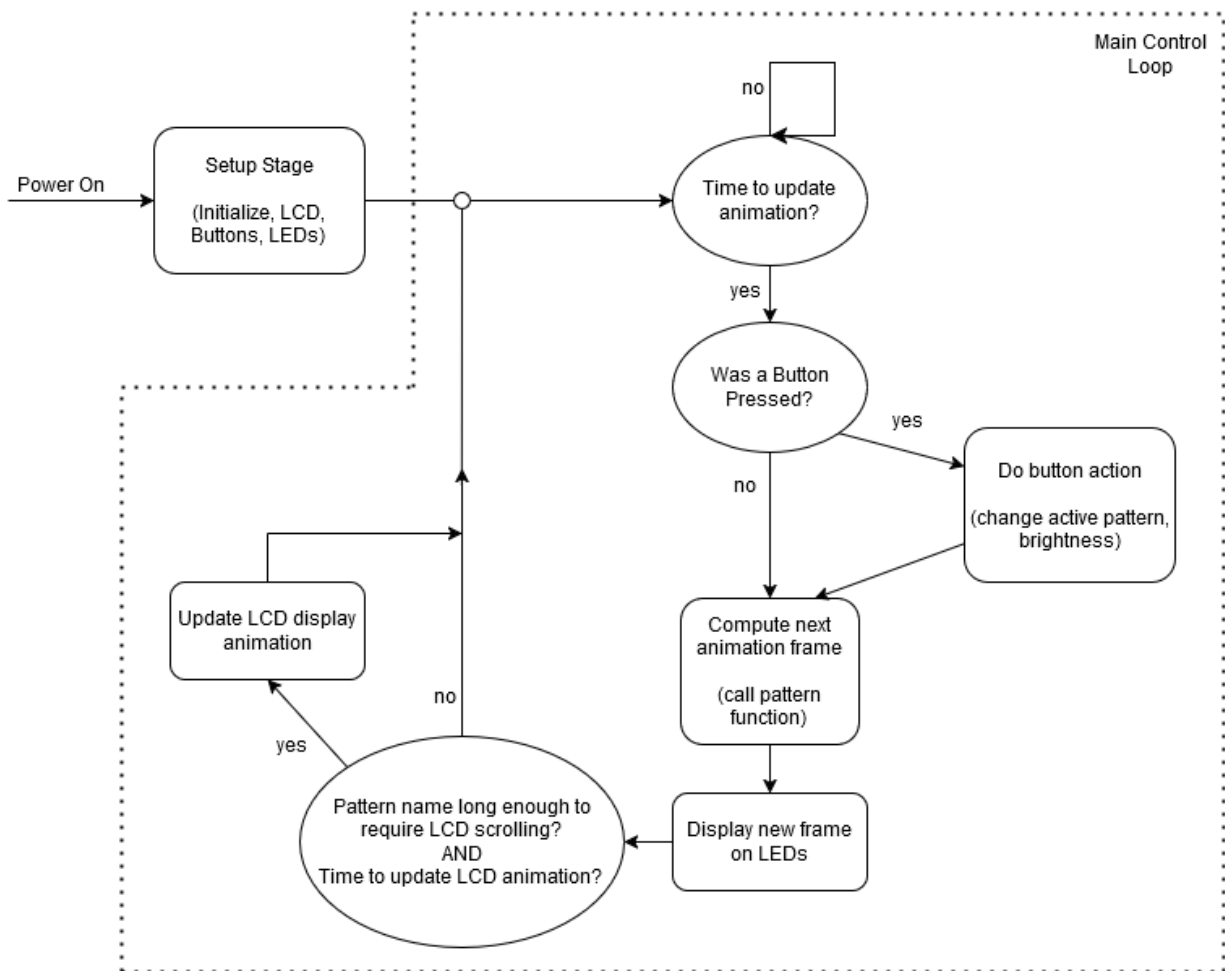 Main Control
Loop
no
Power On
Setup Stage
(Initialize, LCD,
Buttons, LEDs)
Time to update
animation?
yes
Was a Button
Pressed?
yes
no
Do button action
(change active pattern,
brightness)
Compute next
animation frame
(call pattern
function)
Display new frame
on LEDs
Pattern name long enough to
require LCD scrolling?
AND
Time to update LCD animation?
yes
no
Update LCD display
animation